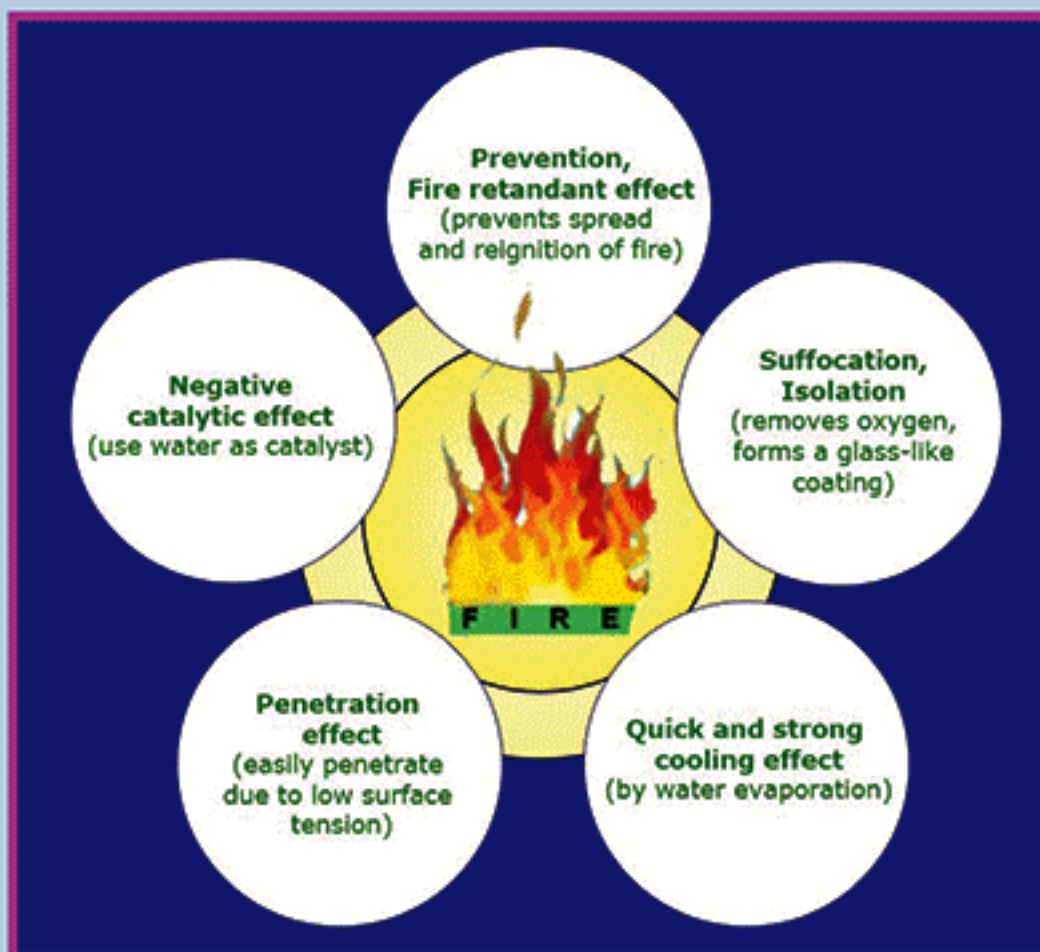 Prevention,
Fire retandant effect
(prevents spread
and reignition of fire)
Suffocation,
Isolation
(removes oxygen,
forms a glass-like
coating)
Quick and strong
cooling effect
(by water evaporation)
Penetration
effect
(easily penetrate
due to low surface
tension)
Negative
catalytic effect
(use water as catalyst)
FIRE